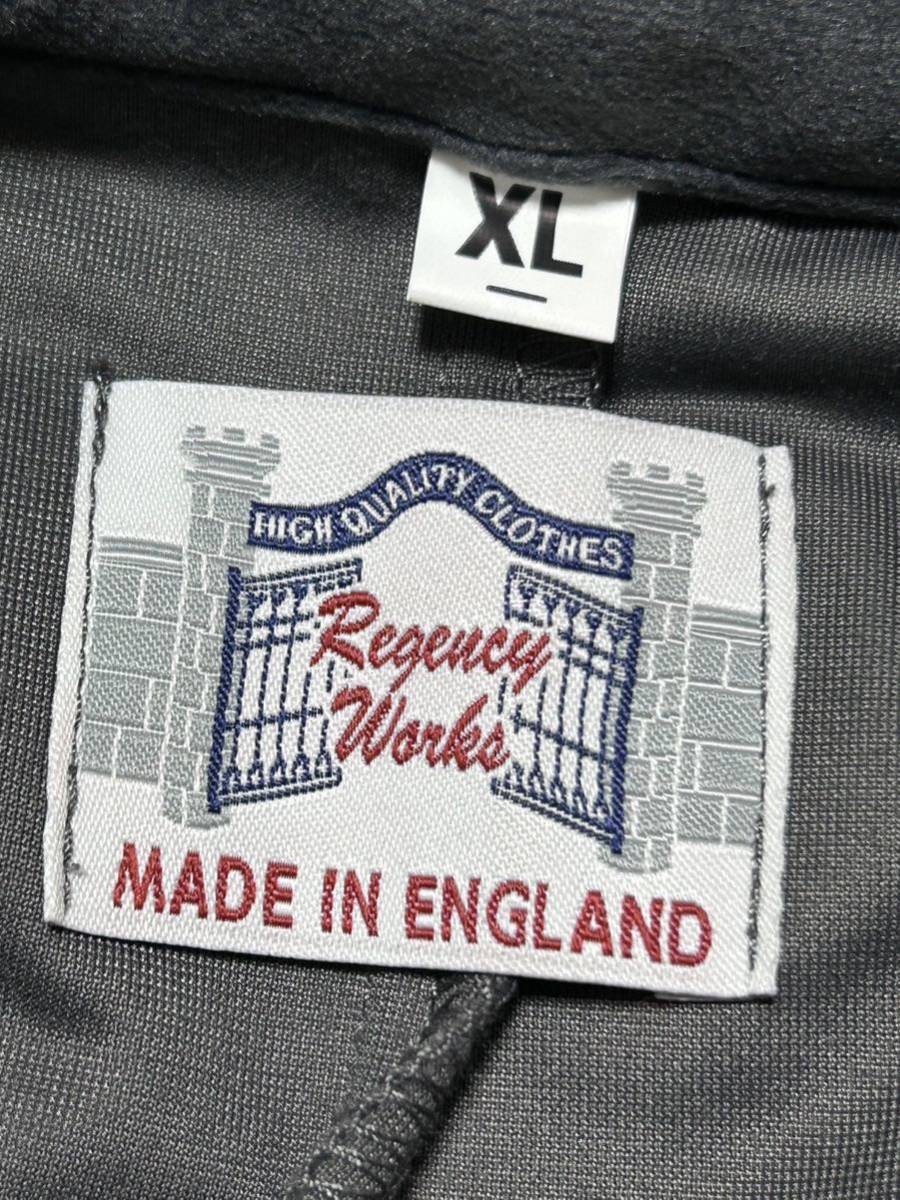 XL
HIGH QUALITY CLOTHES
Regency
Works
MADE IN ENGLAND